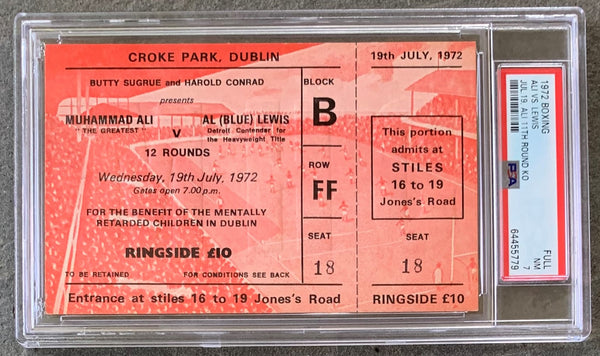 CROKE PARK, DUBLIN
BUTTY SUGRUE and HAROLD CONRAD
presents
MUHAMMAD ALI V AL (BLUE) LEWIS
"THE GREATEST" Detroit Contender for
the Heavyweight Title
12 ROUNDS
Wednesday, 19th July, 1972
Gates open 7.00 p.m.
FOR THE BENEFIT OF THE MENTALLY
RETARDED CHILDREN IN DUBLIN
RINGSIDE £10
TO BE RETAINED FOR CONDITIONS SEE BACK
Entrance at stiles 16 to 19 Jones's Road
BLOCK
B
ROW
FF
SEAT
18
19th JULY, 1972
This portion
admits at
STILES
16 to 19
Jones's Road
SEAT
18
RINGSIDE £10
1972 BOXING
ALI VS. LEWIS
JUL.19, ALI 11TH ROUND KO
PSA
FULL
NM 7
64455779